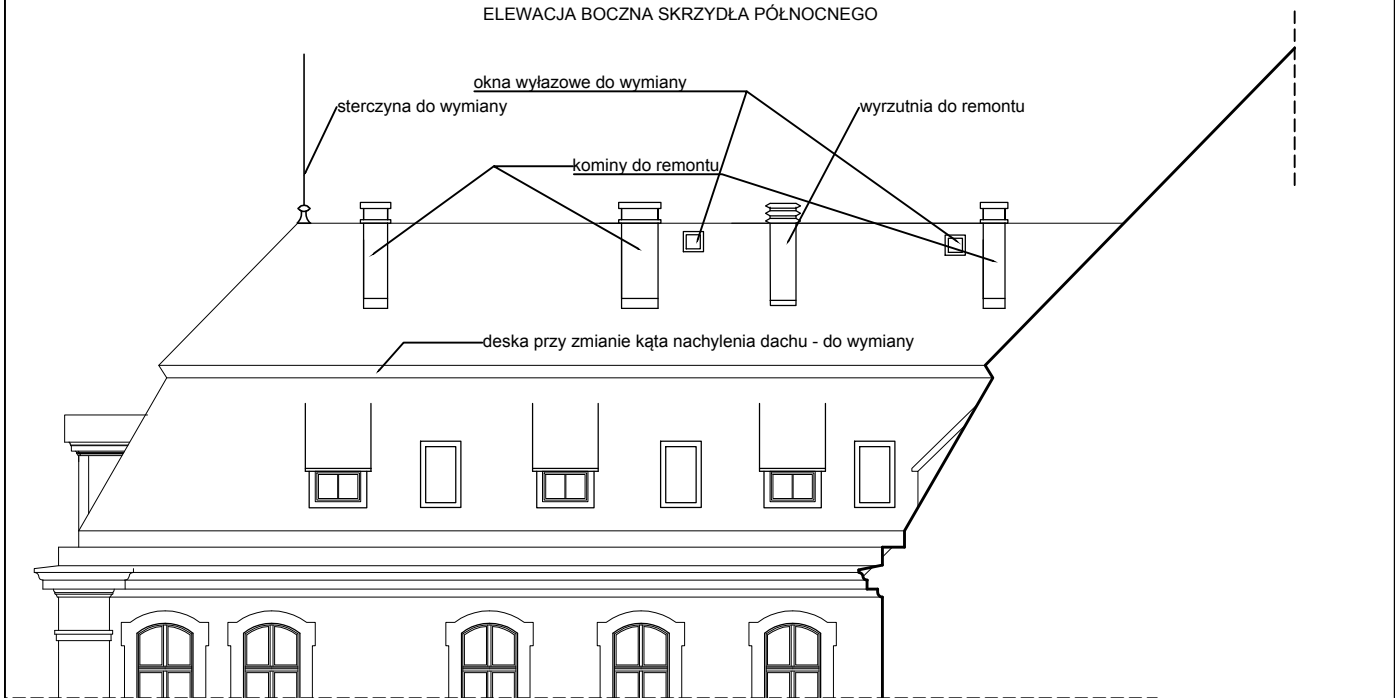 ELEWACJA BOCZNA SKRZYDŁA PÓŁNOCNEGO
okna wyłazowe do wymiany
sterczyna do wymiany
wyrzutnia do remontu
kominy do remontu
deska przy zmianie kąta nachylenia dachu - do wymiany